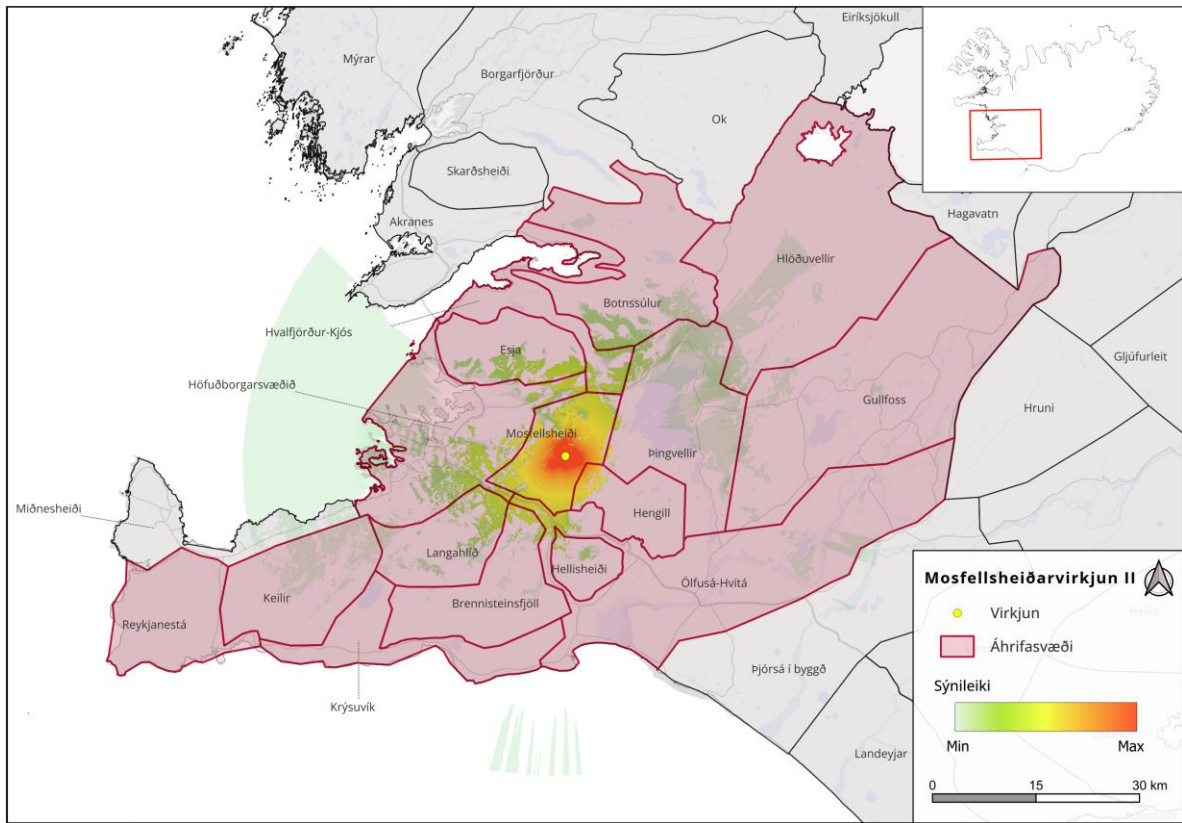 Eiríksjökull
Mýrar
Borgarfjörður
Ok
Skarðsheiði
Hagavatn
Akranes
Hlöðuvellir
Botnssúlur
Hvalfjörður-Kjós
Esja
Gljúfurleit
Höfuðborgarsvæðið
Gullfoss
Hruni
Mosfellsheiði
Þingvellir
Miðnesheiði
Hengill
Langahlíð
Hellisheiði
Ölfusá-Hvítá
Keilir
Brennisteinsfjöll
Reykjanestá
Þjórsá í byggð
Krýsuvík
Landeyjar
Mosfellsheiðarvirkjun II
Hekla
Virkjun
Áhrifasvæði
Sýnileiki
Min Max
0 15 30 km